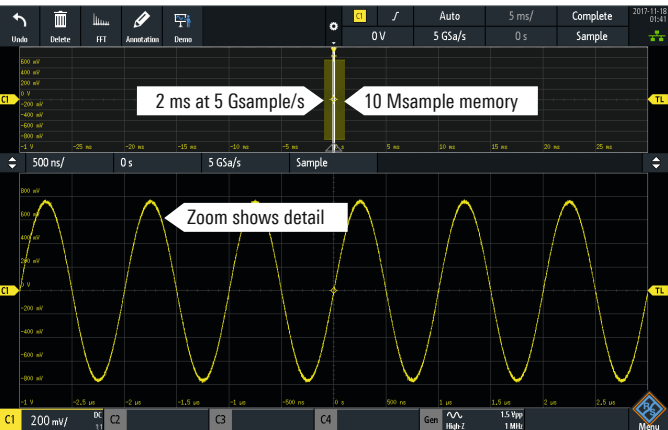 Undo
Delete
FFT
Annotation
Demo
C1
Auto
5 ms/
Complete
2017-11-18
01:41
0 V
5 GSa/s
0 s
Sample
600 mV
400 mV
200 mV
0 V
C1
-200 mV
-400 mV
-600 mV
-800 mV
-1 V
2 ms at 5 Gsample/s
10 Msample memory
TL
-25 ms
-20 ms
-15 ms
-10 ms
-5 ms
5 ms
10 ms
15 ms
20 ms
25 ms
500 ns/
0 s
5 GSa/s
Sample
800 mV
600 mV
Zoom shows detail
400 mV
200 mV
C1
TL
-200 mV
-400 mV
-600 mV
-800 mV
-1 V
-2,5 µs
-2 µs
-1,5 µs
-1 µs
-500 ns
0 s
500 ns
1 µs
1,5 µs
2 µs
2,5 µs
C1
200 mV/
DC
1:1
C2
C3
C4
Gen
High-Z
1.5 Vpp
1 MHz
R&S
Menu